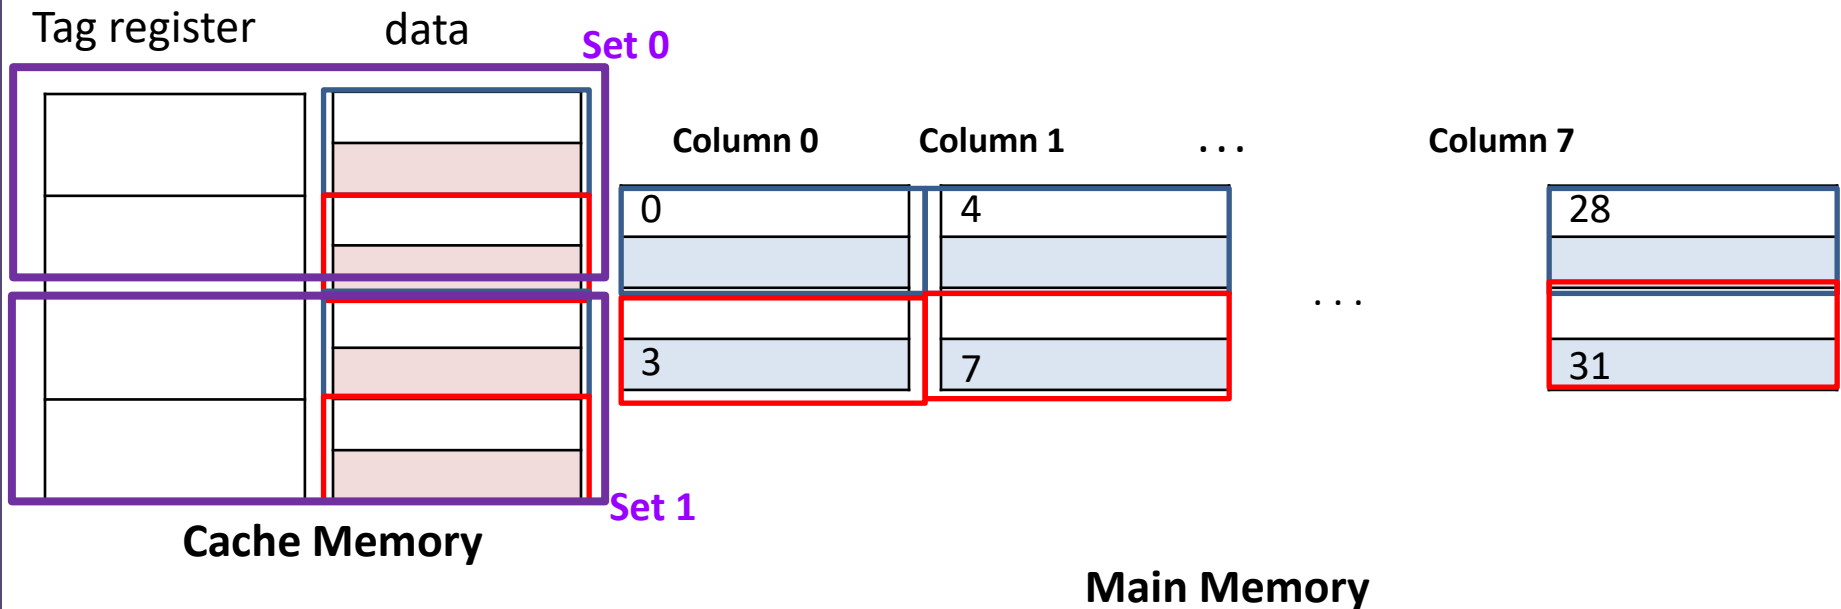 Tag register data
Set 0
Column 0 Column 1 . . . Column 7
0 4 28
. . .
3 7 31
Set 1
Cache Memory
Main Memory